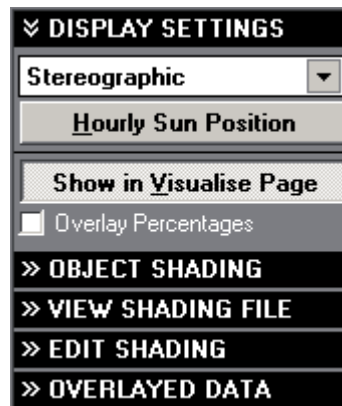 DISPLAY SETTINGS
Stereographic
Hourly Sun Position
Show in Visualise Page
Overlay Percentages
» OBJECT SHADING
» VIEW SHADING FILE
» EDIT SHADING
» OVERLAYED DATA